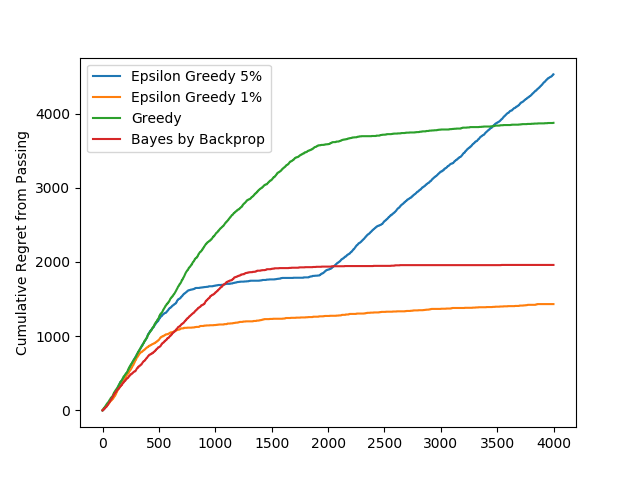 Epsilon Greedy 5%
Epsilon Greedy 1%
Greedy
Bayes by Backprop
Cumulative Regret from Passing
4000
3000
2000
1000
0
0 500 1000 1500 2000 2500 3000 3500 4000